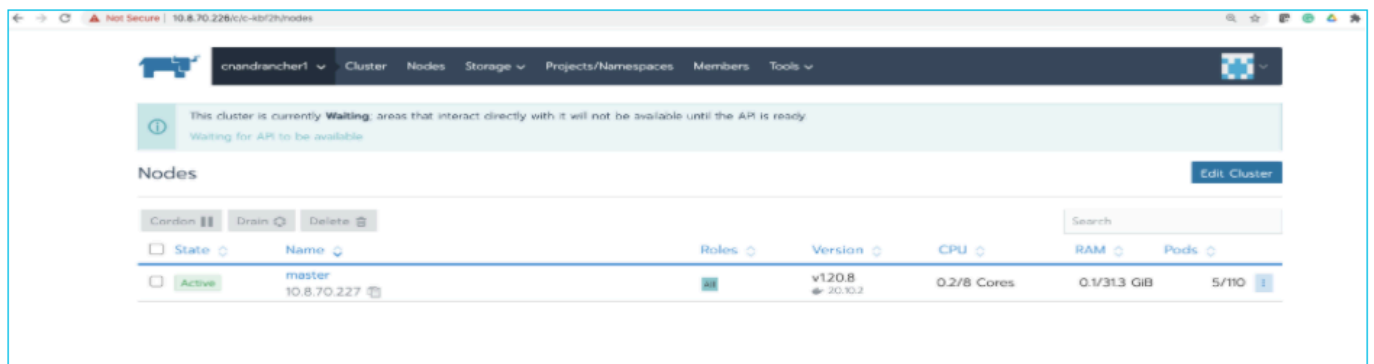 Not Secure | 10.8.70.226/c/c-kbf2h/nodes
cnandrancher1 Cluster Nodes Storage Projects/Namespaces Members Tools
This cluster is currently Waiting; areas that interact directly with it will not be available until the API is ready.
Waiting for API to be available
Nodes
Edit Cluster
Cordon Drain Delete Search
State Name Roles Version CPU RAM Pods
Active master All v1.20.8 0.2/8 Cores 0.1/31.3 GiB 5/110
10.8.70.227 20.10.2